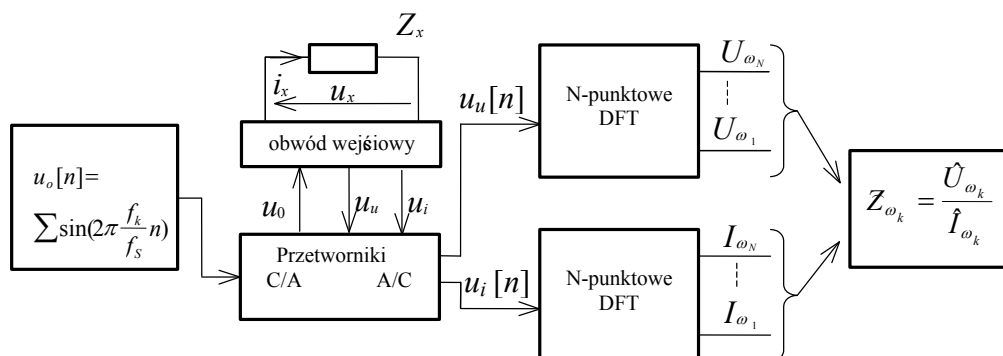 Z_x
i_x
u_x
obwód wejśiowy
u_o[n]=
∑sin(2π f_k/f_S n)
u_0
u_u
u_i
Przetworniki
C/A A/C
u_u[n]
u_i[n]
N-punktowe
DFT
U_ω_N
U_ω_1
N-punktowe
DFT
I_ω_N
I_ω_1
Z_ω_k = Û_ω_k/Î_ω_k